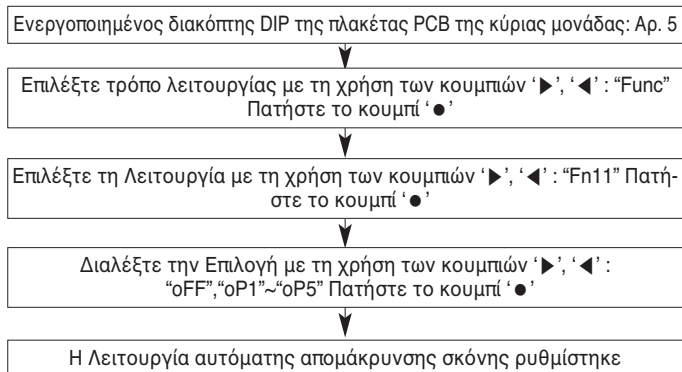 Ενεργοποιημένος διακόπτης DIP της πλακέτας PCB της κύριας μονάδας: Αρ. 5
Επιλέξτε τρόπο λειτουργίας με τη χρήση των κουμπιών ‘▶’, ‘◀’ : “Func”
Πατήστε το κουμπί ‘●’
Επιλέξτε τη Λειτουργία με τη χρήση των κουμπιών ‘▶’, ‘◀’ : “Fn11” Πατή-
στε το κουμπί ‘●’
Διαλέξτε την Επιλογή με τη χρήση των κουμπιών ‘▶’, ‘◀’ :
“oFF”,“oP1”~“oP5” Πατήστε το κουμπί ‘●’
Η Λειτουργία αυτόματης απομάκρυνσης σκόνης ρυθμίστηκε